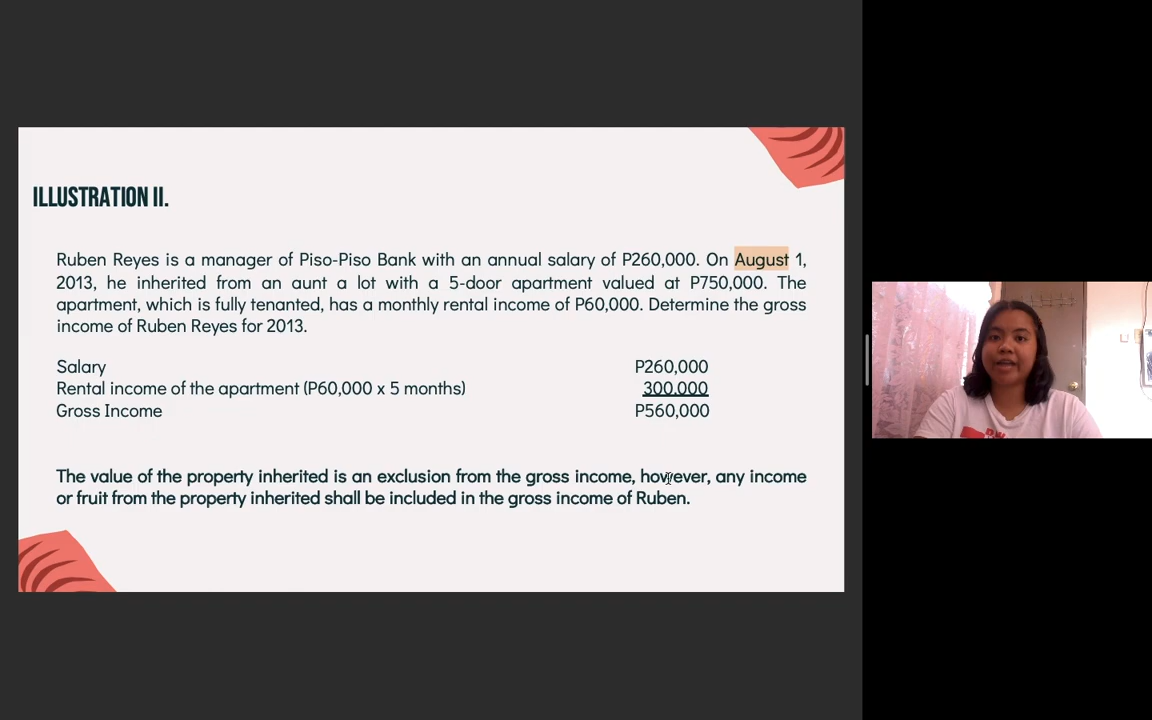 ILLUSTRATION II.
Ruben Reyes is a manager of Piso-Piso Bank with an annual salary of P260,000. On August 1,
2013, he inherited from an aunt a lot with a 5-door apartment valued at P750,000. The
apartment, which is fully tenanted, has a monthly rental income of P60,000. Determine the gross
income of Ruben Reyes for 2013.
Salary P260,000
Rental income of the apartment (P60,000 x 5 months) 300,000
Gross Income P560,000
The value of the property inherited is an exclusion from the gross income, however, any income
or fruit from the property inherited shall be included in the gross income of Ruben.